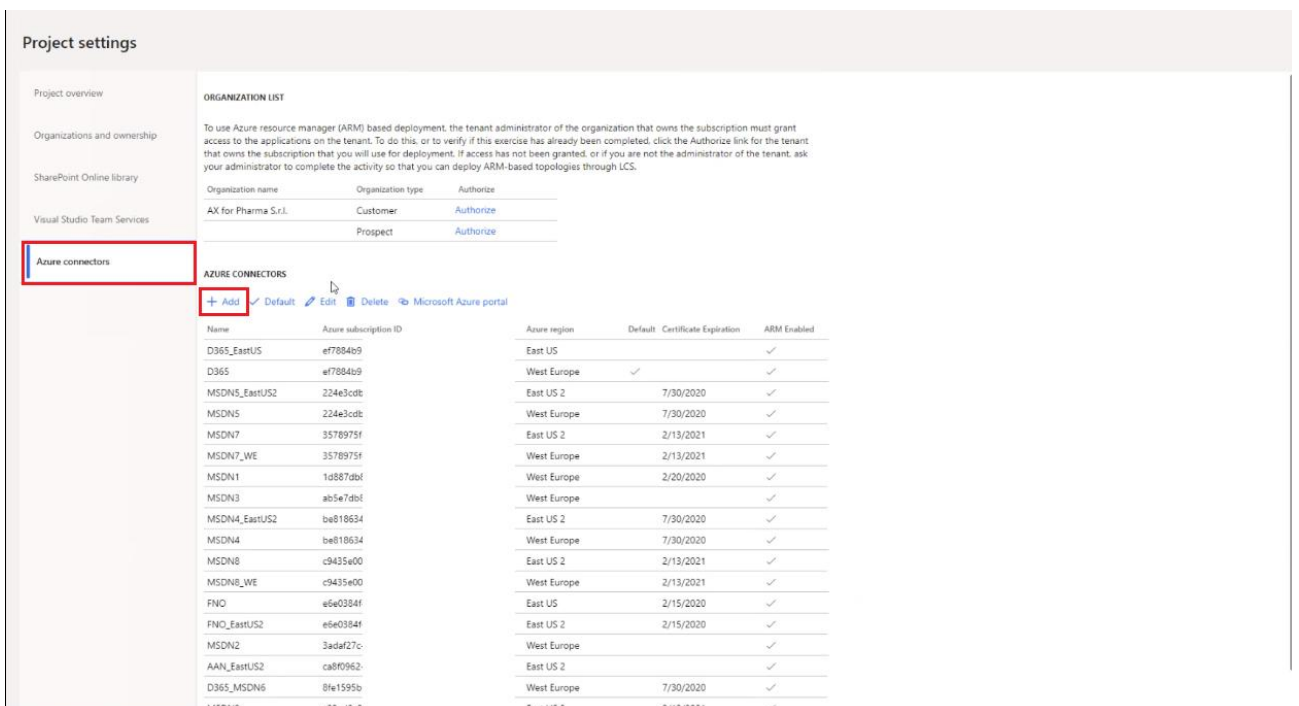 Project settings
Project overview
Organizations and ownership
SharePoint Online library
Visual Studio Team Services
Azure connectors
ORGANIZATION LIST
To use Azure resource manager (ARM) based deployment, the tenant administrator of the organization that owns the subscription must grant
access to the applications on the tenant. To do this, or to verify if this exercise has already been completed, click the Authorize link for the tenant
that owns the subscription that you will use for deployment. If access has not been granted, or if you are not the administrator of the tenant, ask
your administrator to complete the activity so that you can deploy ARM-based topologies through LCS.
Organization name Organization type Authorize
AX for Pharma S.r.l. Customer Authorize
Prospect Authorize
AZURE CONNECTORS
+ Add Default Edit Delete Microsoft Azure portal
Name Azure subscription ID Azure region Default Certificate Expiration ARM Enabled
D365_EastUS ef7884b9 East US
D365 ef7884b9 West Europe
MSDN5_EastUS2 224e3cdb East US 2 7/30/2020
MSDN5 224e3cdb West Europe 7/30/2020
MSDN7 3578975f East US 2 2/13/2021
MSDN7_WE 3578975f West Europe 2/13/2021
MSDN1 1d887db8 West Europe 2/20/2020
MSDN3 ab5e7db8 West Europe
MSDN4_EastUS2 be818634 East US 2 7/30/2020
MSDN4 be818634 West Europe 7/30/2020
MSDN8 c9435e00 East US 2 2/13/2021
MSDN8_WE c9435e00 West Europe 2/13/2021
FNO e6e0384f East US 2/15/2020
FNO_EastUS2 e6e0384f East US 2 2/15/2020
MSDN2 3adaf27c- West Europe
AAN_EastUS2 ca8f0962- East US 2
D365_MSDN6 8fe1595b West Europe 7/30/2020